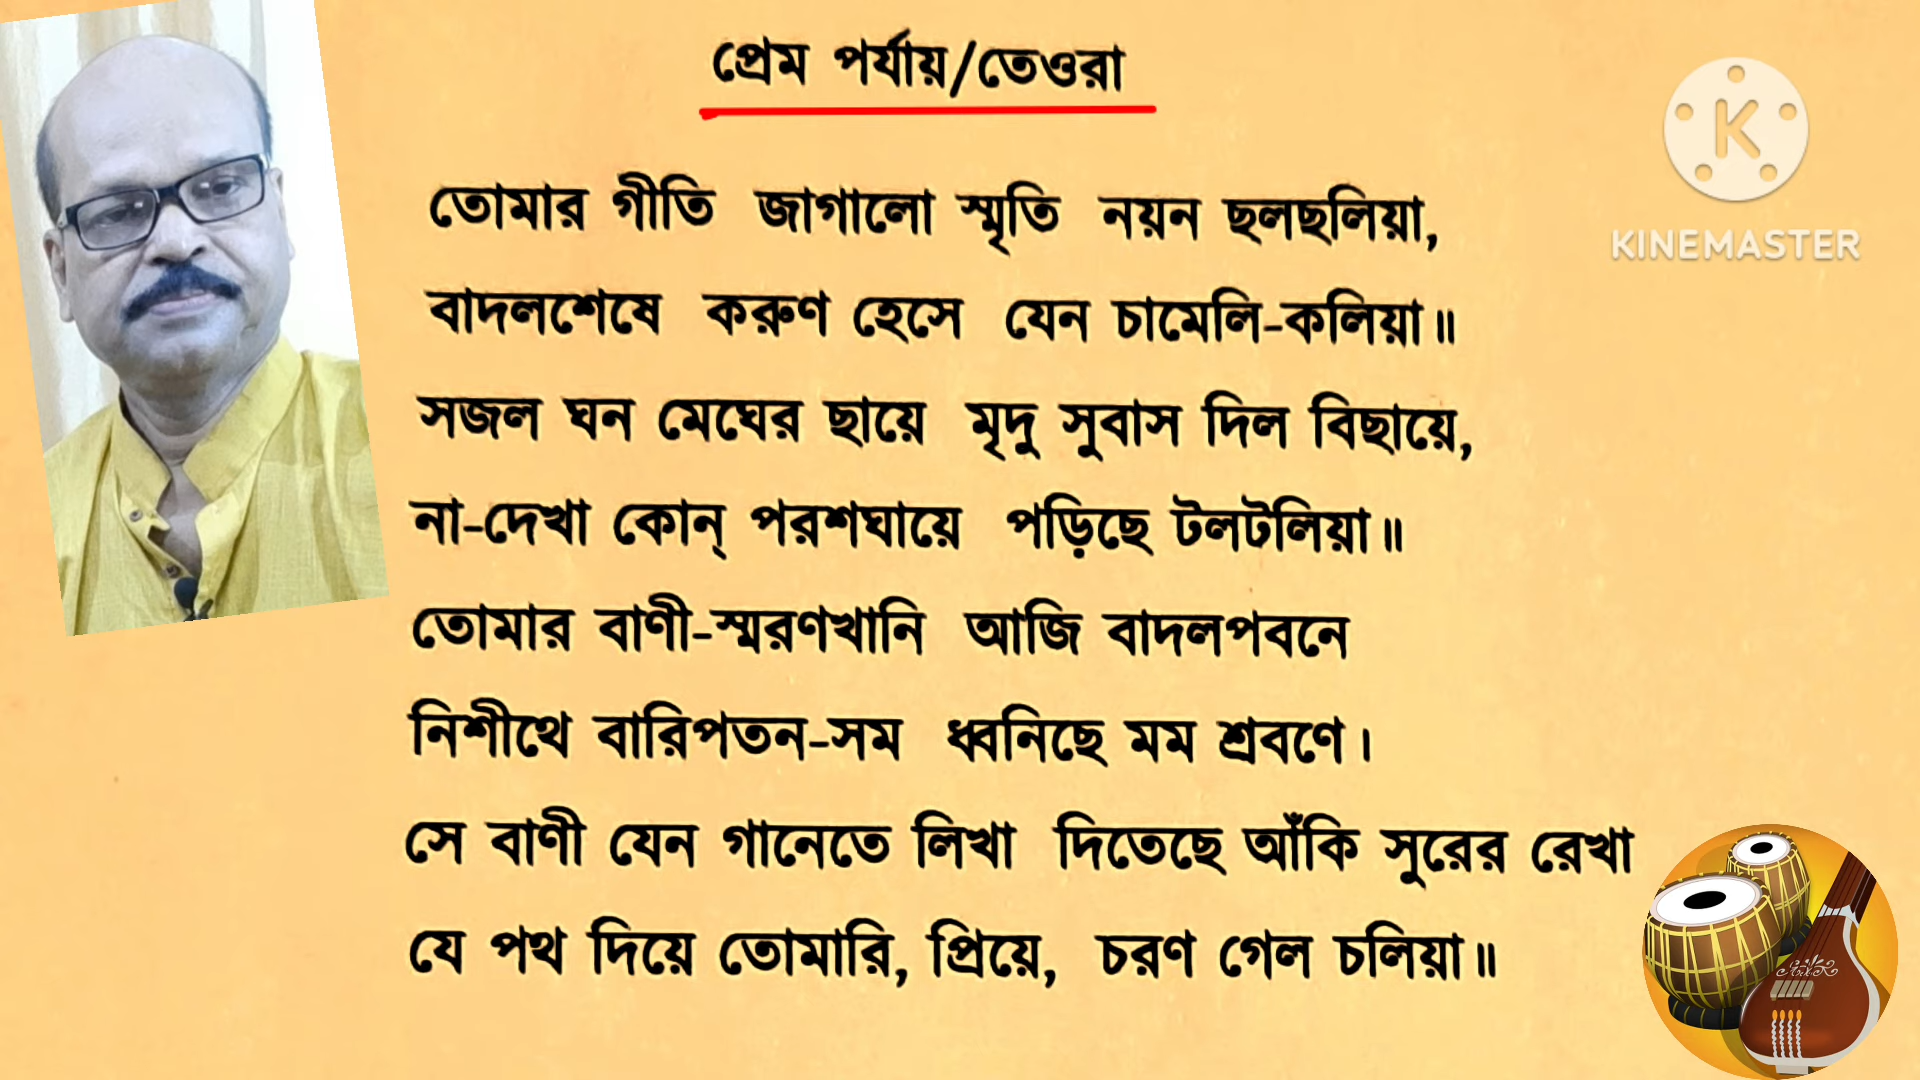 প্রেম পর্যায়/তেওরা
K
KINEMASTER
তোমার গীতি জাগালো স্মৃতি নয়ন ছলছলিয়া,
বাদলশেষে করুণ হেসে যেন চামেলি-কলিয়া॥
সজল ঘন মেঘের ছায়ে মৃদু সুবাস দিল বিছায়ে,
না-দেখা কোন্ পরশঘায়ে পড়িছে টলটলিয়া॥
তোমার বাণী-স্মরণখানি আজি বাদলপবনে
নিশীথে বারিপতন-সম ধ্বনিছে মম শ্রবণে।
সে বাণী যেন গানেতে লিখা দিতেছে আঁকি সুরের রেখা
যে পথ দিয়ে তোমারি, প্রিয়ে, চরণ গেল চলিয়া॥